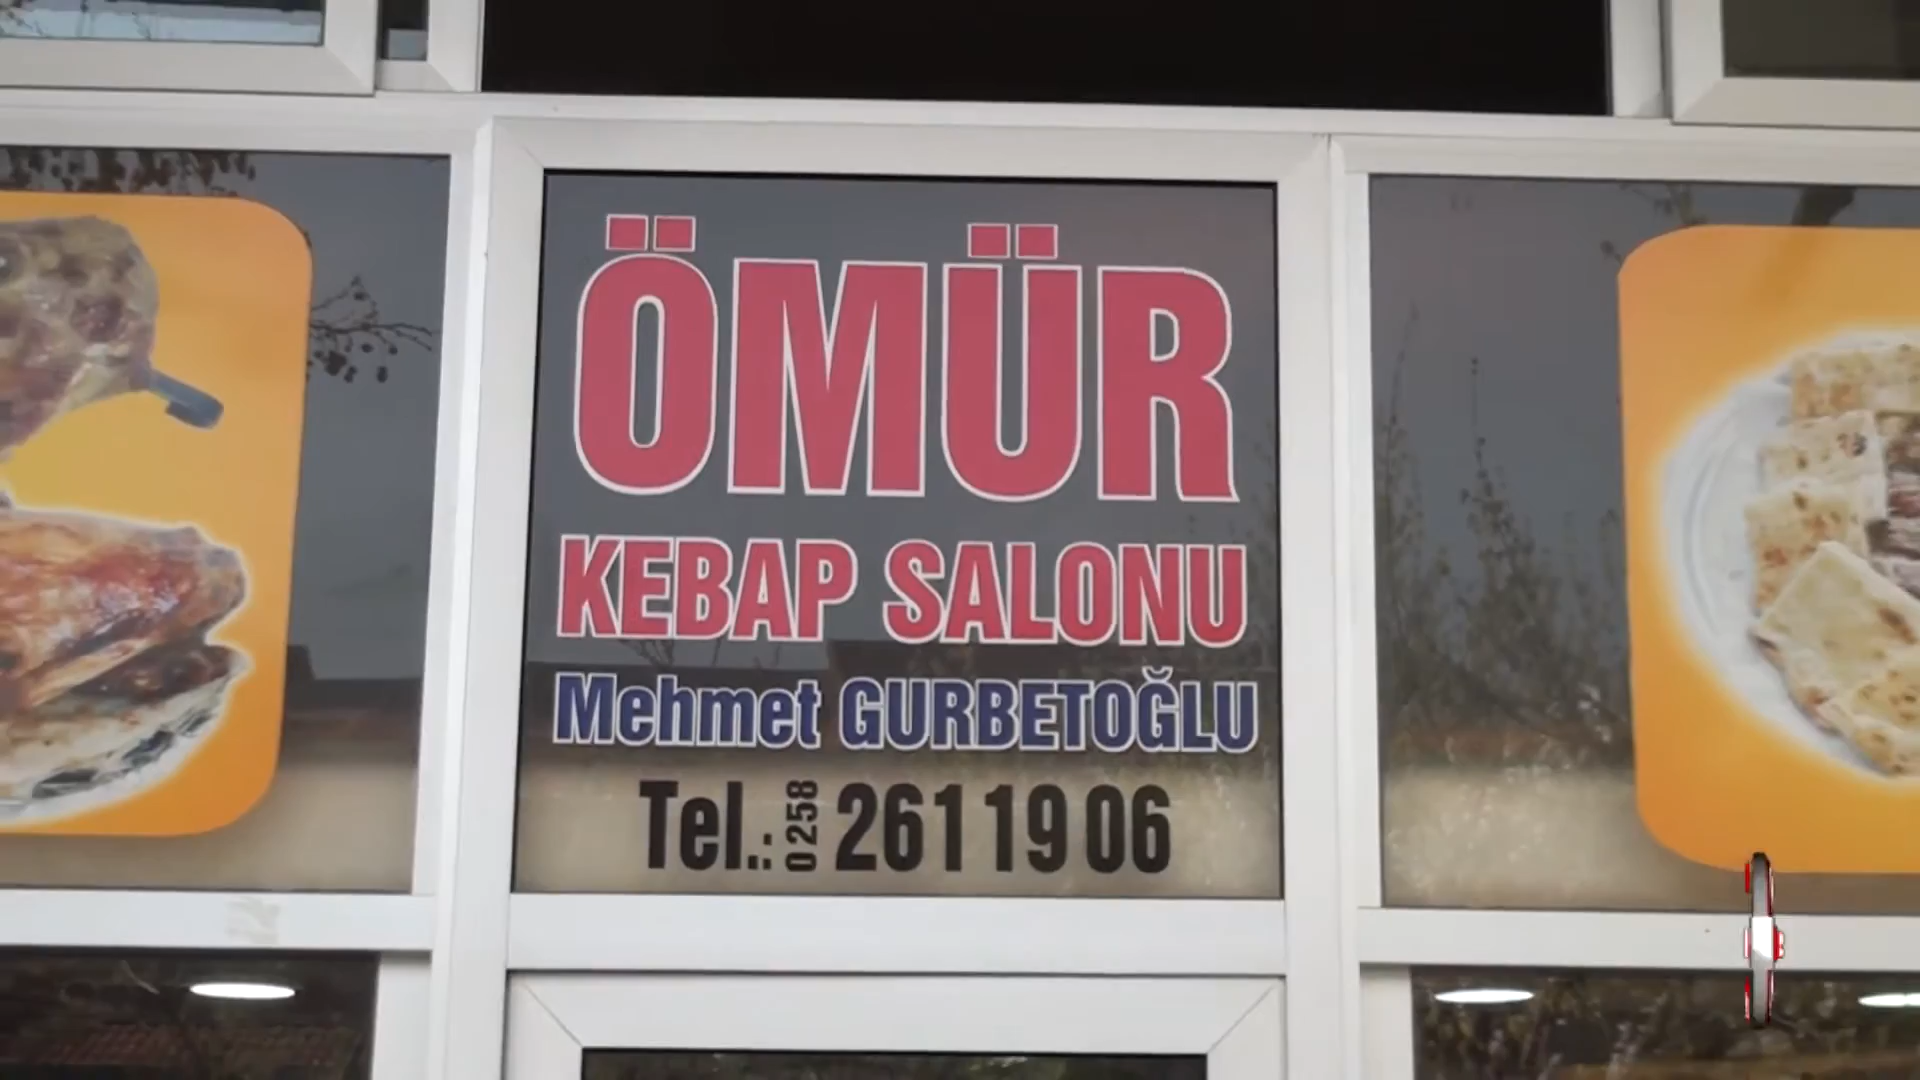 ÖMÜR
KEBAP SALONU
Mehmet GURBETOĞLU
Tel.: 0258 261 19 06